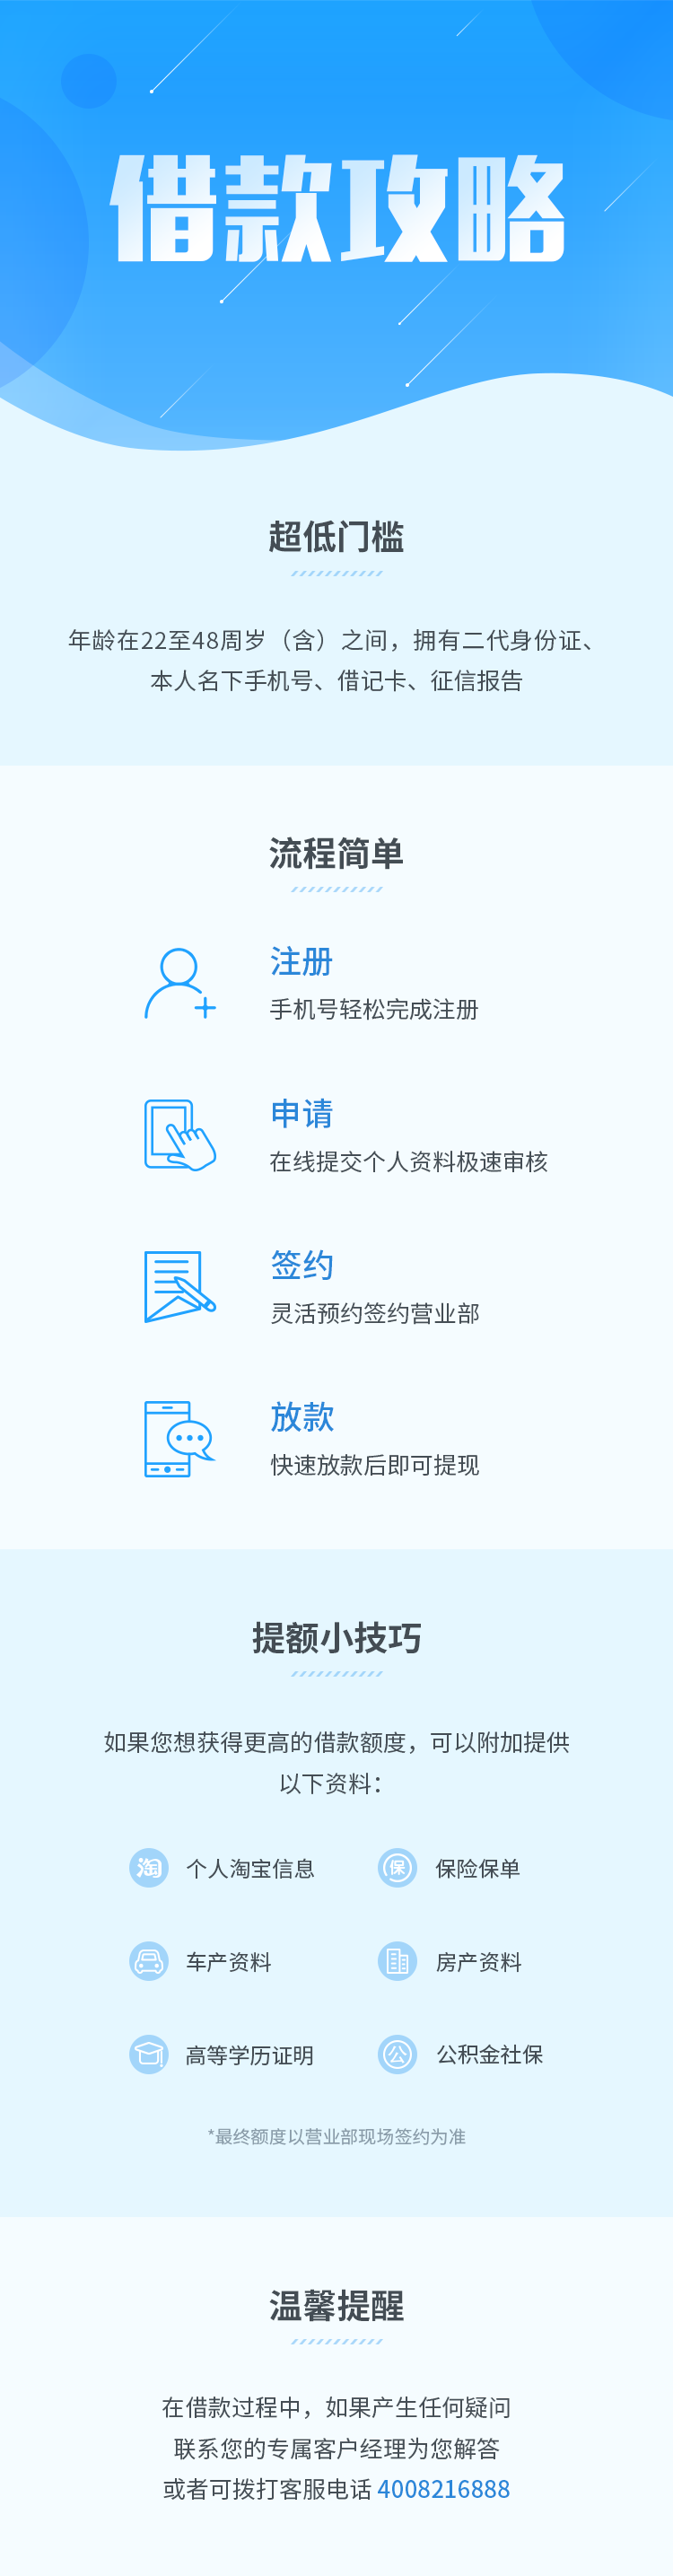 借款攻略
超低门槛
年龄在22至48周岁（含）之间，拥有二代身份证、
本人名下手机号、借记卡、征信报告
流程简单
注册
手机号轻松完成注册
申请
在线提交个人资料极速审核
签约
灵活预约签约营业部
放款
快速放款后即可提现
提额小技巧
如果您想获得更高的借款额度，可以附加提供
以下资料：
淘 个人淘宝信息
保 保险保单
车产资料
房产资料
高等学历证明
公 公积金社保
*最终额度以营业部现场签约为准
温馨提醒
在借款过程中，如果产生任何疑问
联系您的专属客户经理为您解答
或者可拨打客服电话 4008216888